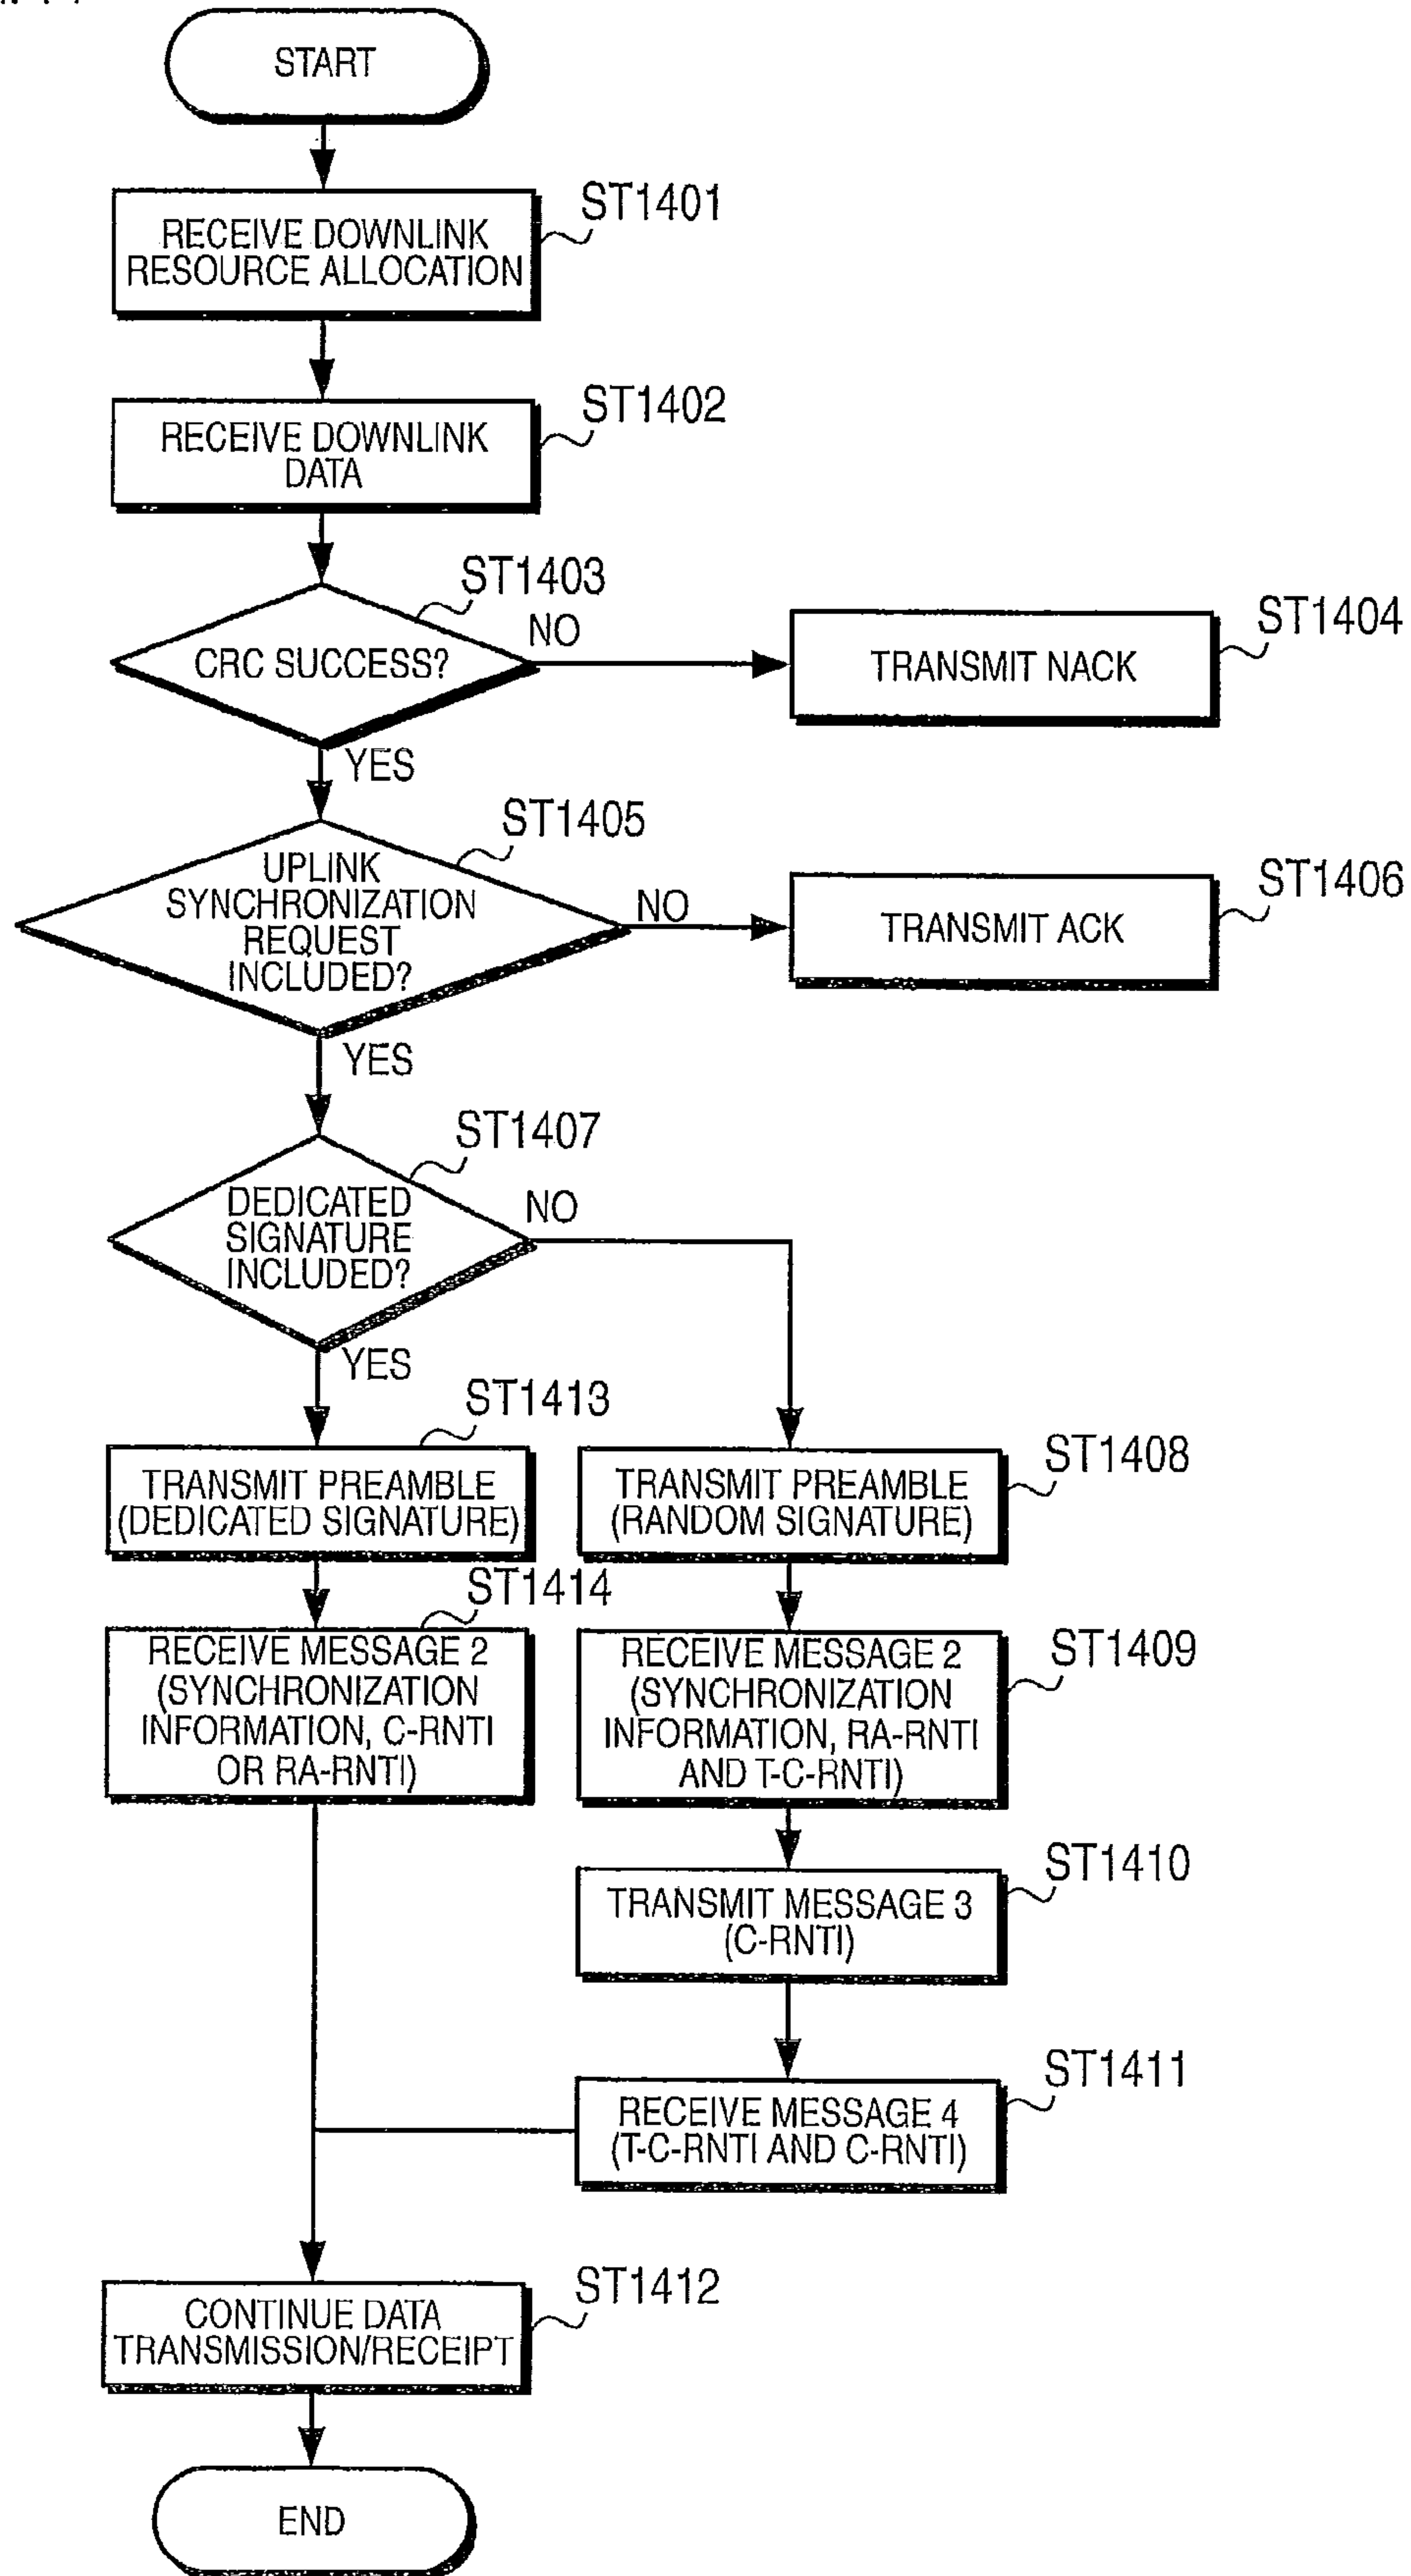 START
ST1401
RECEIVE DOWNLINK
RESOURCE ALLOCATION
ST1402
RECEIVE DOWNLINK
DATA
ST1403
NO
CRC SUCCESS?
ST1404
TRANSMIT NACK
YES
ST1405
UPLINK
SYNCHRONIZATION
REQUEST
INCLUDED?
NO
ST1406
TRANSMIT ACK
YES
ST1407
DEDICATED
SIGNATURE
INCLUDED?
NO
YES
ST1413
TRANSMIT PREAMBLE
(DEDICATED SIGNATURE)
ST1408
TRANSMIT PREAMBLE
(RANDOM SIGNATURE)
ST1414
RECEIVE MESSAGE 2
(SYNCHRONIZATION
INFORMATION, C-RNTI
OR RA-RNTI)
ST1409
RECEIVE MESSAGE 2
(SYNCHRONIZATION
INFORMATION, RA-RNTI
AND T-C-RNTI)
ST1410
TRANSMIT MESSAGE 3
(C-RNTI)
ST1411
RECEIVE MESSAGE 4
(T-C-RNTI AND C-RNTI)
ST1412
CONTINUE DATA
TRANSMISSION/RECEIPT
END